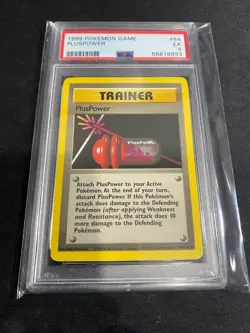 1999 POKEMON GAME #84
PLUSPOWER EX
PSA 5
TRAINER
PlusPower
PlusPower
Attach PlusPower to your Active
Pokémon. At the end of your turn,
discard PlusPower. If this Pokémon's
attack does damage to the Defending
Pokémon (after applying Weakness
and Resistance), the attack does 10
more damage to the Defending
Pokémon.